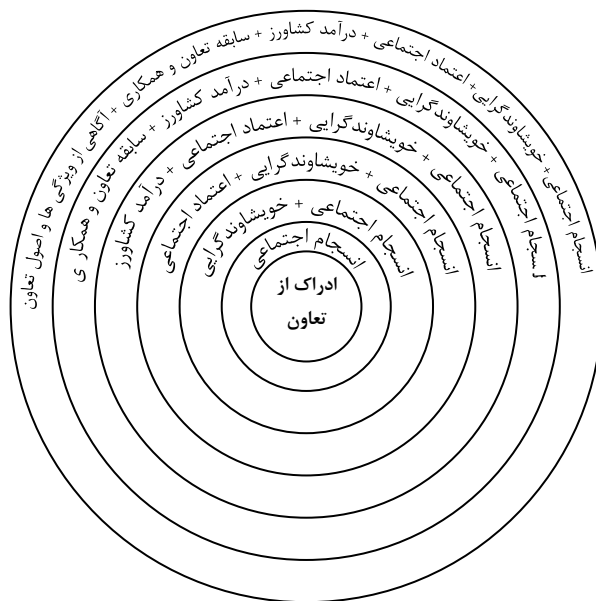 انسجام اجتماعی + خویشاوندگرایی + اعتماد اجتماعی + درآمد کشاورز + سابقه تعاون و همکاری + آگاهی از ویژگی ها و اصول تعاون
انسجام اجتماعی + خویشاوندگرایی + اعتماد اجتماعی + درآمد کشاورز + سابقه تعاون و همکار ی
انسجام اجتماعی + خویشاوندگرایی + اعتماد اجتماعی + درآمد کشاورز
انسجام اجتماعی + خویشاوندگرایی + اعتماد اجتماعی
انسجام اجتماعی + خویشاوندگرایی
انسجام اجتماعی
ادراک از
تعاون